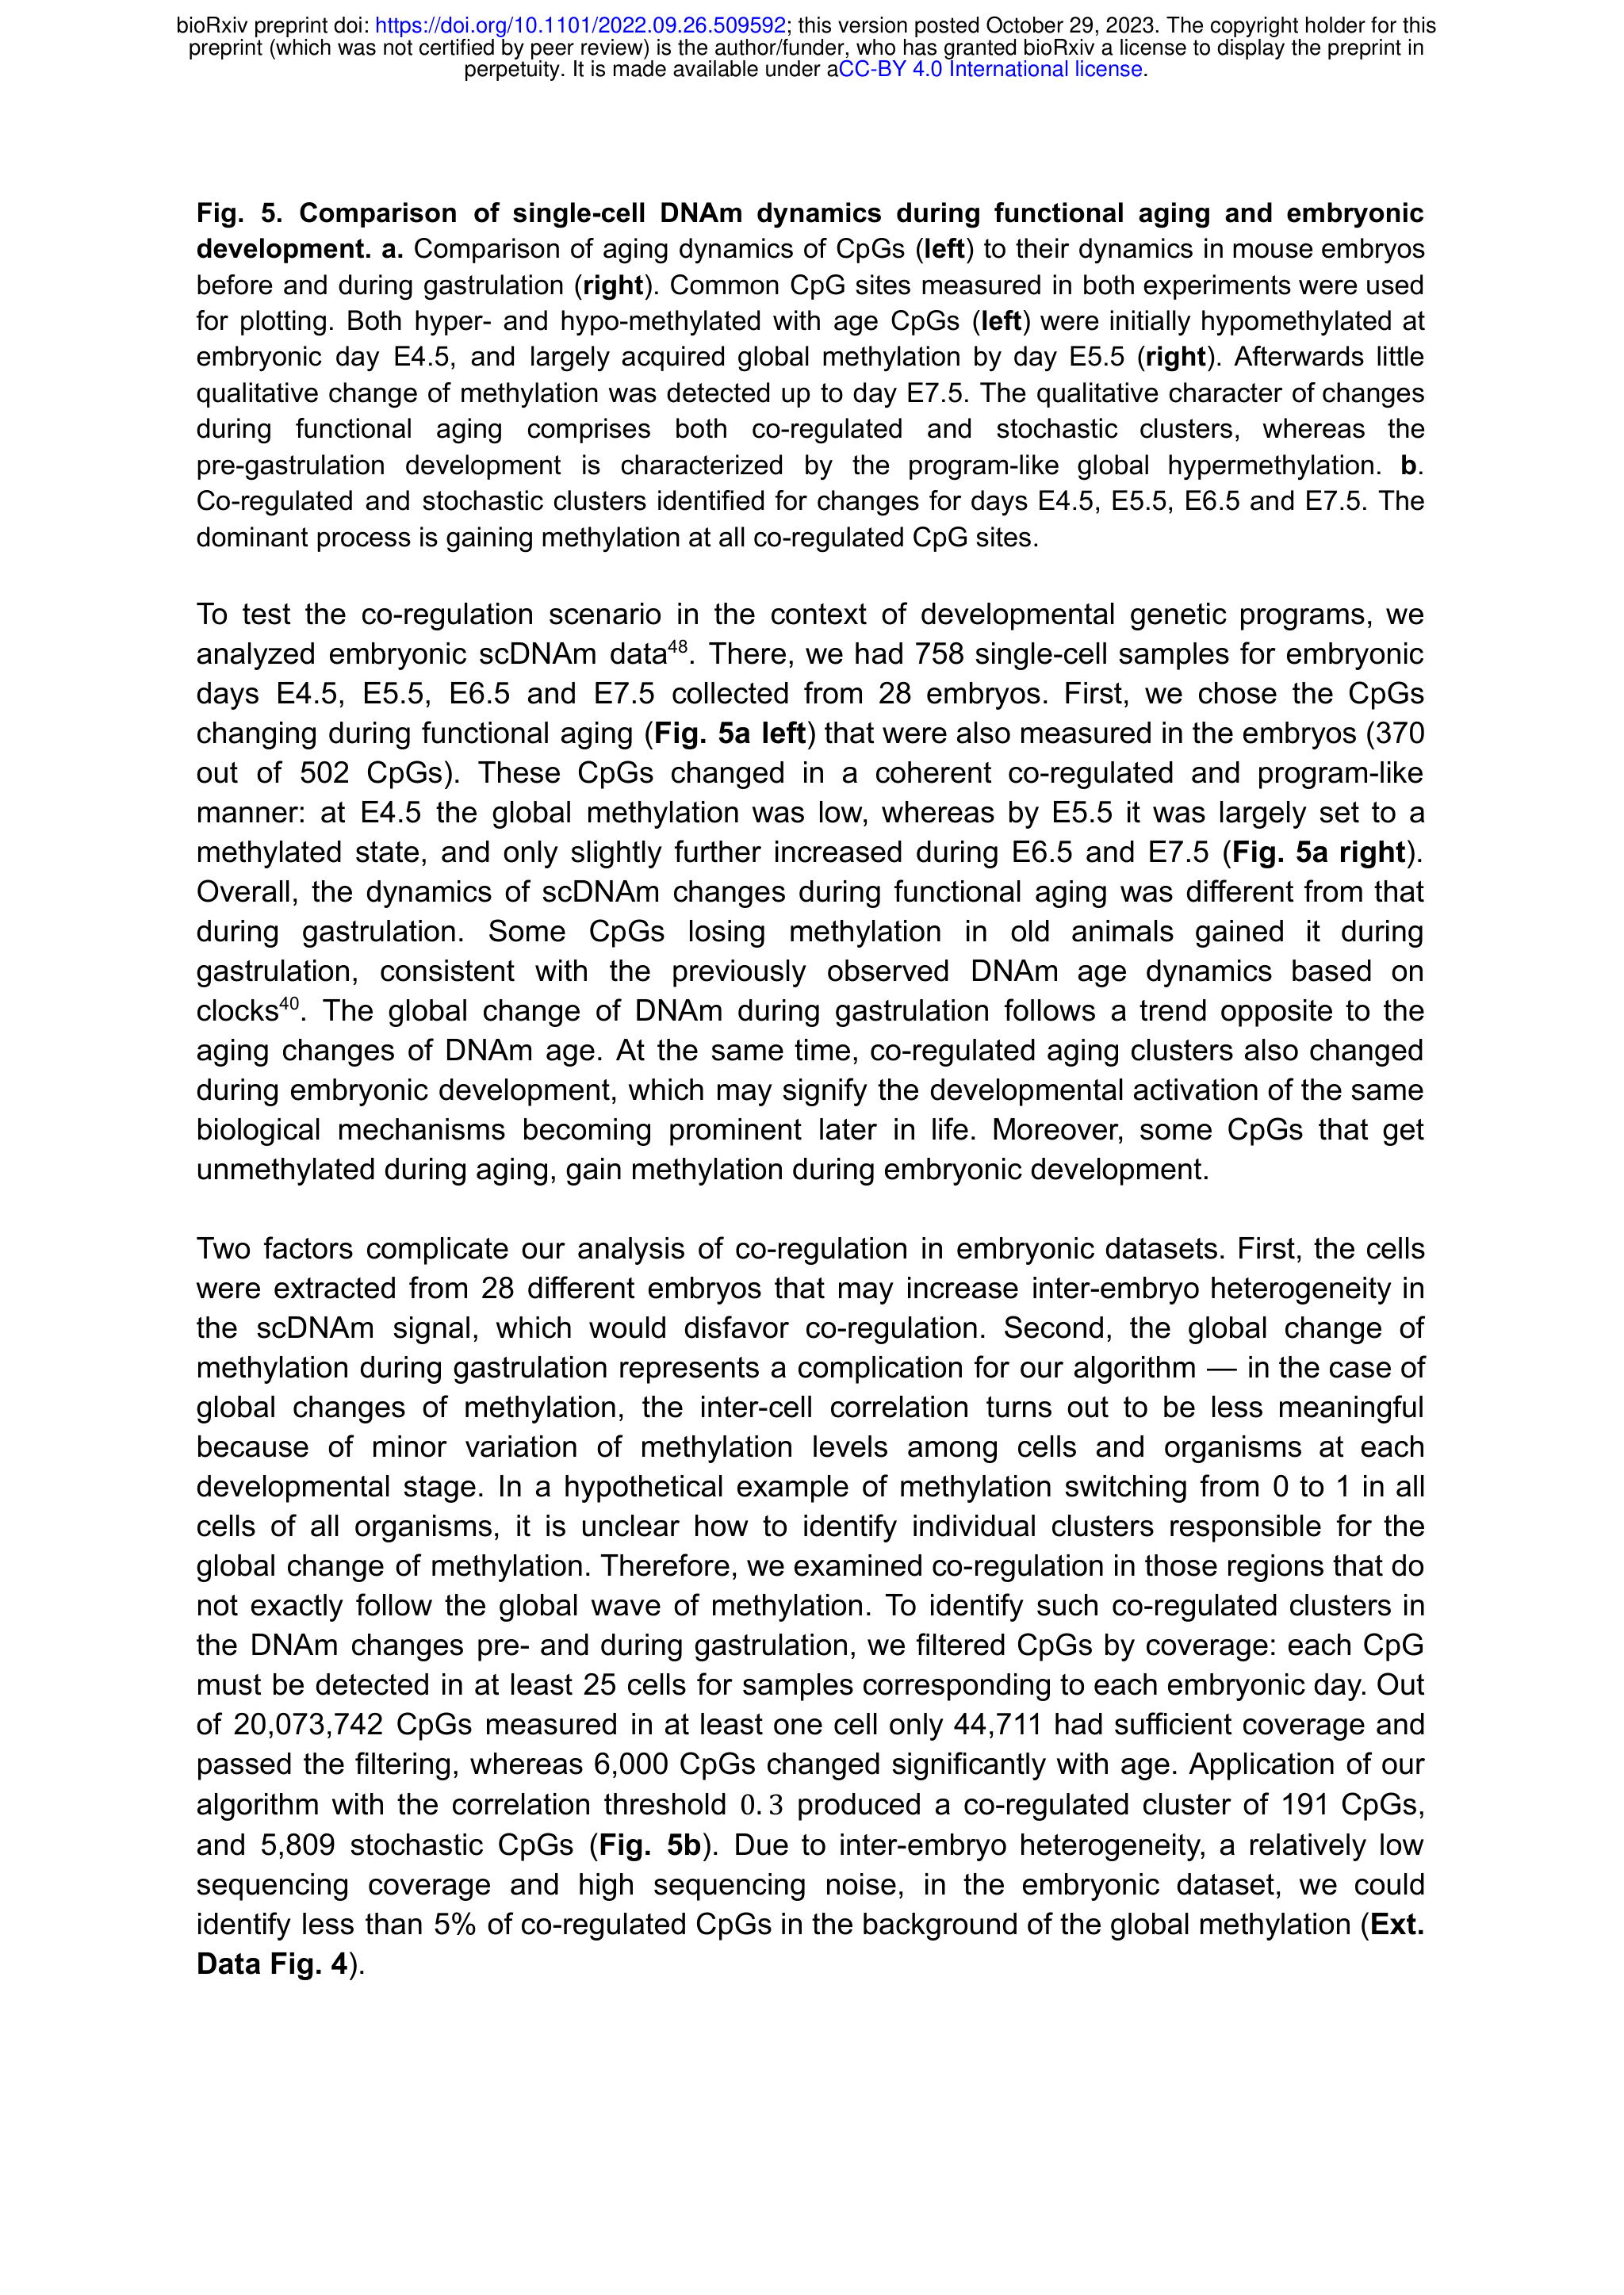 bioRxiv preprint doi: https://doi.org/10.1101/2022.09.26.509592; this version posted October 29, 2023. The copyright holder for this
preprint (which was not certified by peer review) is the author/funder, who has granted bioRxiv a license to display the preprint in
perpetuity. It is made available under aCC-BY 4.0 International license.
Fig. 5. Comparison of single-cell DNAm dynamics during functional aging and embryonic
development. a. Comparison of aging dynamics of CpGs (left) to their dynamics in mouse embryos
before and during gastrulation (right). Common CpG sites measured in both experiments were used
for plotting. Both hyper- and hypo-methylated with age CpGs (left) were initially hypomethylated at
embryonic day E4.5, and largely acquired global methylation by day E5.5 (right). Afterwards little
qualitative change of methylation was detected up to day E7.5. The qualitative character of changes
during functional aging comprises both co-regulated and stochastic clusters, whereas the
pre-gastrulation development is characterized by the program-like global hypermethylation. b.
Co-regulated and stochastic clusters identified for changes for days E4.5, E5.5, E6.5 and E7.5. The
dominant process is gaining methylation at all co-regulated CpG sites.
To test the co-regulation scenario in the context of developmental genetic programs, we
analyzed embryonic scDNAm data48. There, we had 758 single-cell samples for embryonic
days E4.5, E5.5, E6.5 and E7.5 collected from 28 embryos. First, we chose the CpGs
changing during functional aging (Fig. 5a left) that were also measured in the embryos (370
out of 502 CpGs). These CpGs changed in a coherent co-regulated and program-like
manner: at E4.5 the global methylation was low, whereas by E5.5 it was largely set to a
methylated state, and only slightly further increased during E6.5 and E7.5 (Fig. 5a right).
Overall, the dynamics of scDNAm changes during functional aging was different from that
during gastrulation. Some CpGs losing methylation in old animals gained it during
gastrulation, consistent with the previously observed DNAm age dynamics based on
clocks40. The global change of DNAm during gastrulation follows a trend opposite to the
aging changes of DNAm age. At the same time, co-regulated aging clusters also changed
during embryonic development, which may signify the developmental activation of the same
biological mechanisms becoming prominent later in life. Moreover, some CpGs that get
unmethylated during aging, gain methylation during embryonic development.
Two factors complicate our analysis of co-regulation in embryonic datasets. First, the cells
were extracted from 28 different embryos that may increase inter-embryo heterogeneity in
the scDNAm signal, which would disfavor co-regulation. Second, the global change of
methylation during gastrulation represents a complication for our algorithm — in the case of
global changes of methylation, the inter-cell correlation turns out to be less meaningful
because of minor variation of methylation levels among cells and organisms at each
developmental stage. In a hypothetical example of methylation switching from 0 to 1 in all
cells of all organisms, it is unclear how to identify individual clusters responsible for the
global change of methylation. Therefore, we examined co-regulation in those regions that do
not exactly follow the global wave of methylation. To identify such co-regulated clusters in
the DNAm changes pre- and during gastrulation, we filtered CpGs by coverage: each CpG
must be detected in at least 25 cells for samples corresponding to each embryonic day. Out
of 20,073,742 CpGs measured in at least one cell only 44,711 had sufficient coverage and
passed the filtering, whereas 6,000 CpGs changed significantly with age. Application of our
algorithm with the correlation threshold 0.3 produced a co-regulated cluster of 191 CpGs,
and 5,809 stochastic CpGs (Fig. 5b). Due to inter-embryo heterogeneity, a relatively low
sequencing coverage and high sequencing noise, in the embryonic dataset, we could
identify less than 5% of co-regulated CpGs in the background of the global methylation (Ext.
Data Fig. 4).